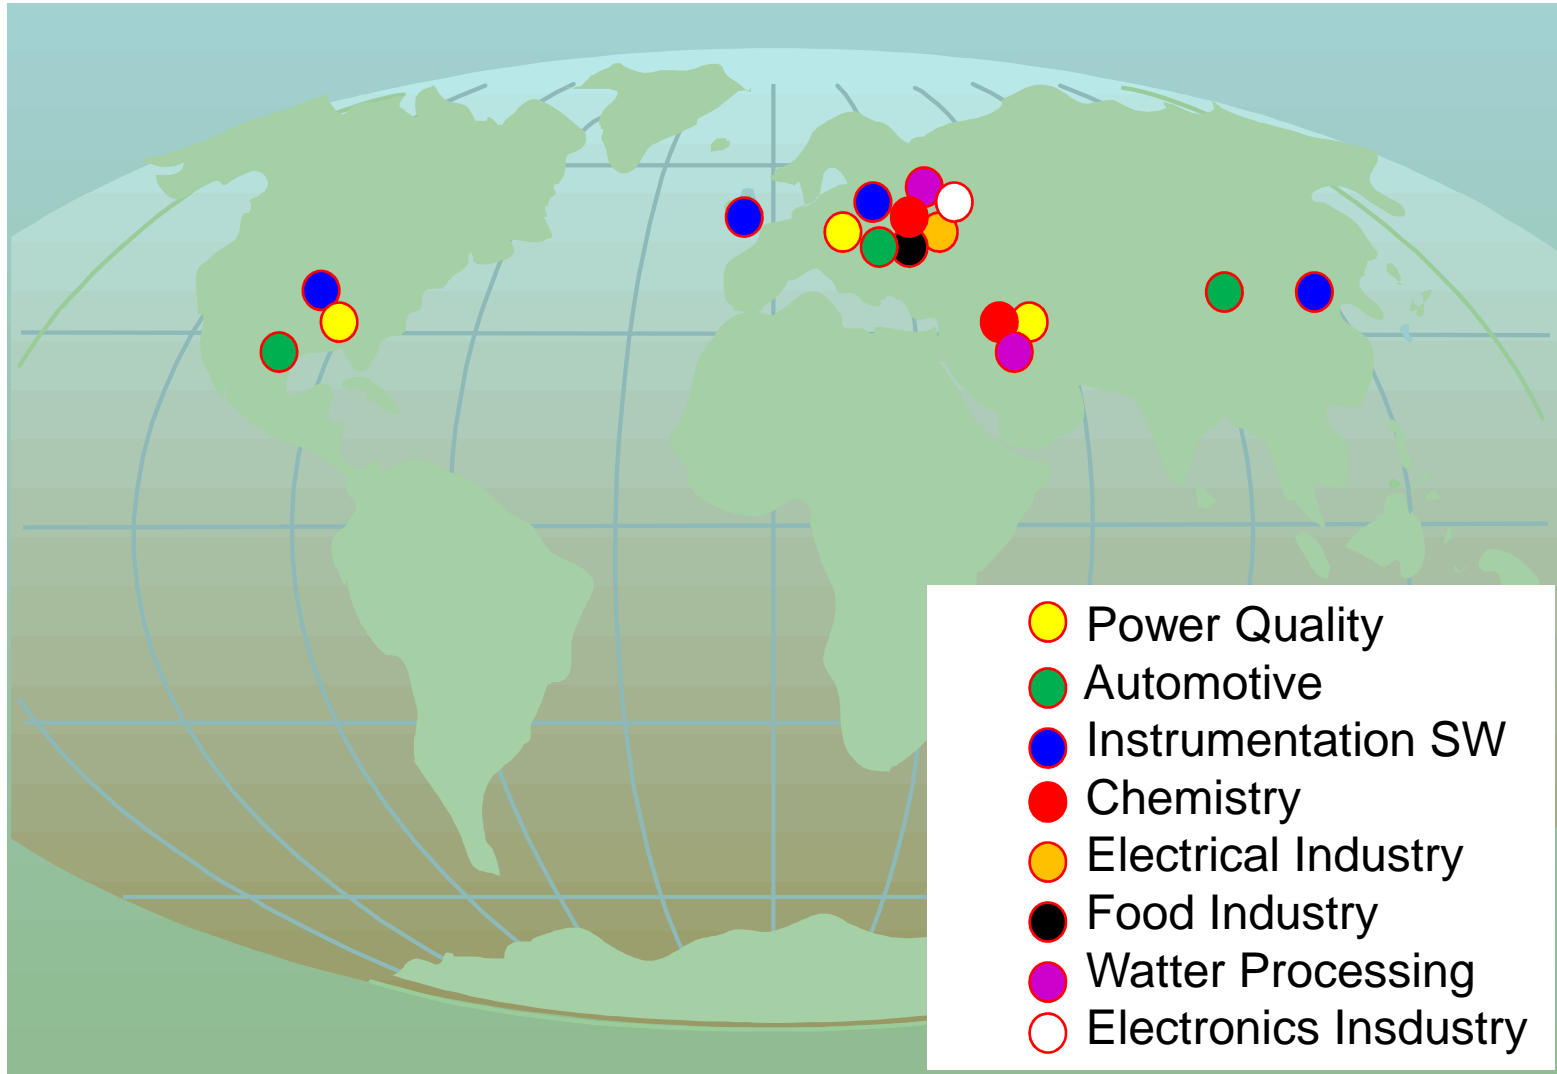 Power Quality
Automotive
Instrumentation SW
Chemistry
Electrical Industry
Food Industry
Watter Processing
Electronics Insdustry